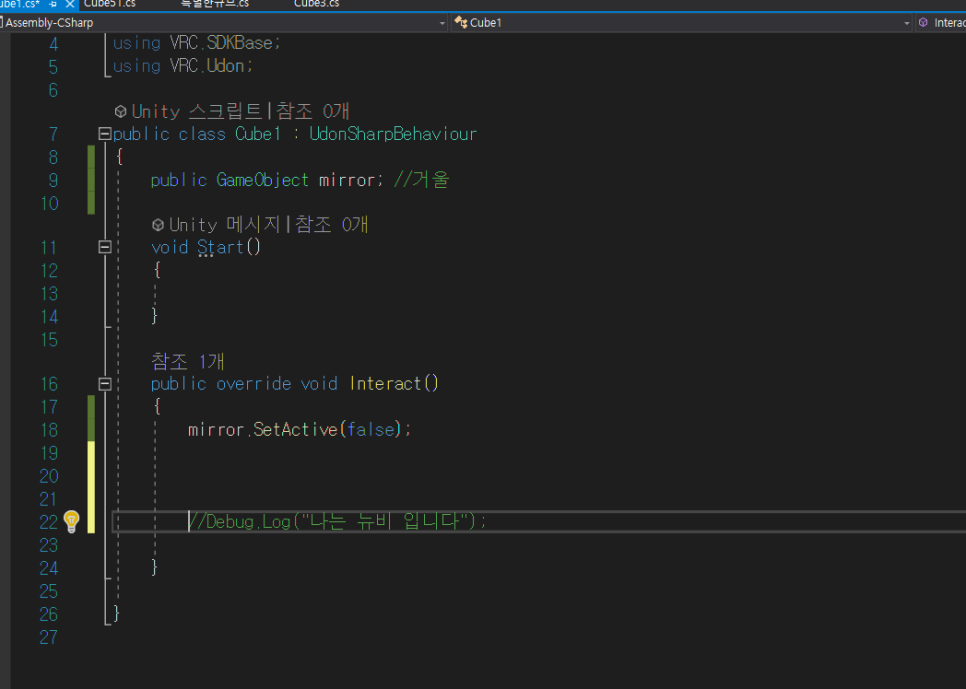 Cube51.cs 특별한큐브.cs Cube3.cs
Assembly-CSharp Cube1
4 using VRC.SDKBase;
5 using VRC.Udon;
6
Unity 스크립트|참조 0개
7 public class Cube1 : UdonSharpBehaviour
8 {
9 public GameObject mirror; //거울
10
Unity 메시지|참조 0개
11 void Start()
12 {
13
14 }
15
참조 1개
16 public override void Interact()
17 {
18 mirror.SetActive(false);
19
20
21
22 //Debug.Log("나는 뉴비 입니다");
23
24 }
25
26 }
27